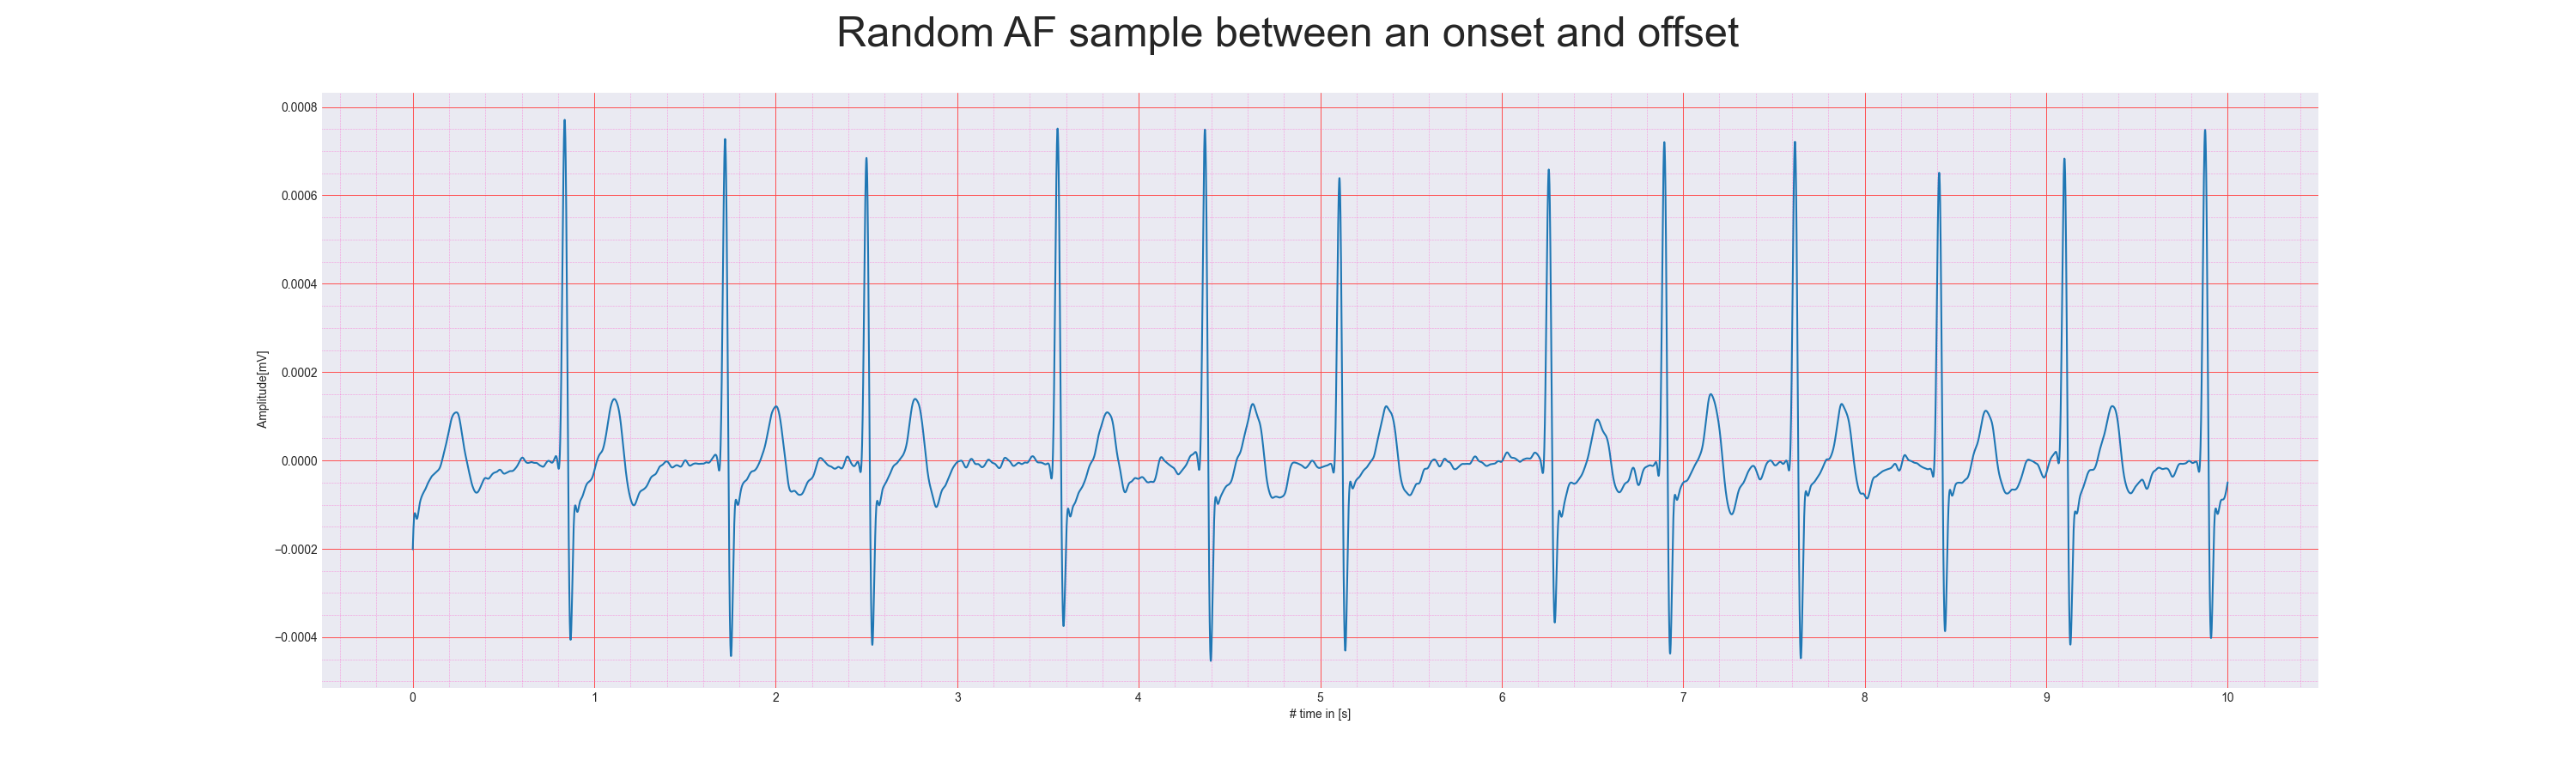 Random AF sample between an onset and offset
0.0008
0.0006
0.0004
0.0002
0.0000
−0.0002
−0.0004
Amplitude[mV]
0 1 2 3 4 5 6 7 8 9 10
# time in [s]